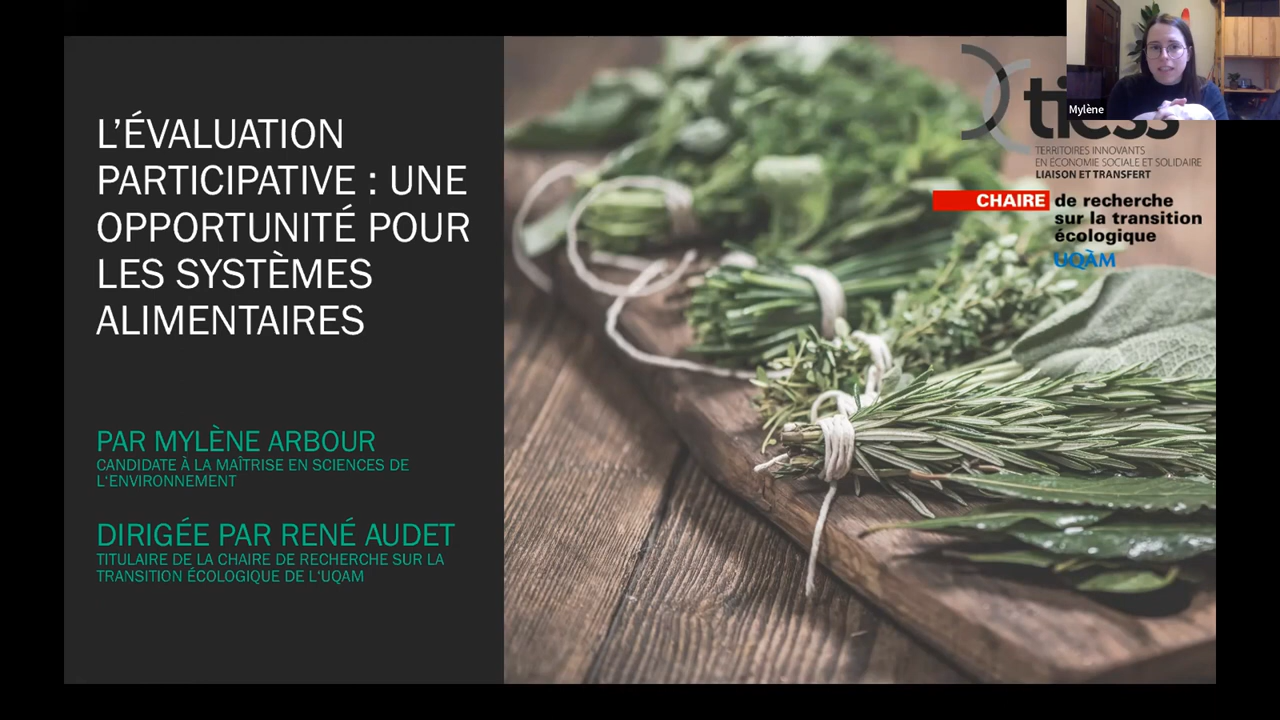 L'ÉVALUATION
PARTICIPATIVE : UNE
OPPORTUNITÉ POUR
LES SYSTÈMES
ALIMENTAIRES
PAR MYLÈNE ARBOUR
CANDIDATE À LA MAÎTRISE EN SCIENCES DE
L'ENVIRONNEMENT
DIRIGÉE PAR RENÉ AUDET
TITULAIRE DE LA CHAIRE DE RECHERCHE SUR LA
TRANSITION ÉCOLOGIQUE DE L'UQAM
Mylène
tiess
TERRITOIRES INNOVANTS
EN ÉCONOMIE SOCIALE ET SOLIDAIRE
LIAISON ET TRANSFERT
CHAIRE de recherche
sur la transition
écologique
UQÀM